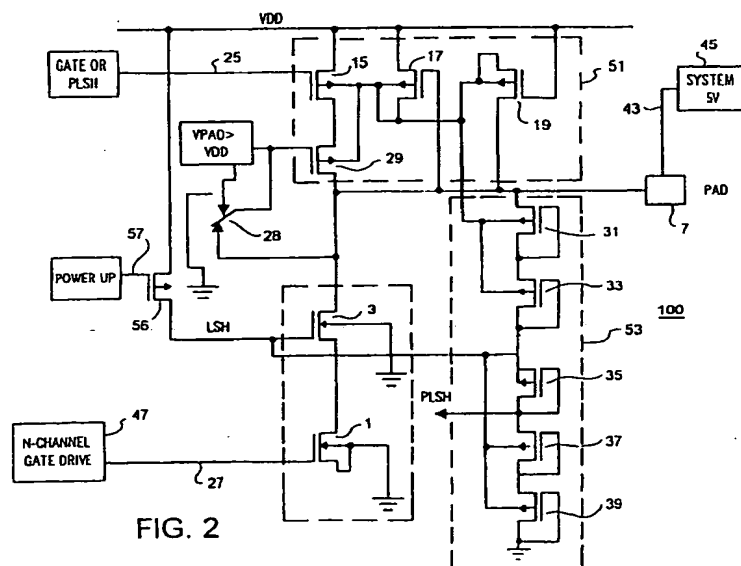 VDD
47
45
GATE OR
PLSH
25
15
17
51
SYSTEM
5V
19
43
VPAD>
VDD
29
PAD
7
28
31
57
POWER UP
33
100
56
LSH
3
53
35
PLSH
47
N-CHANNEL
GATE DRIVE
1
37
27
39
FIG. 2